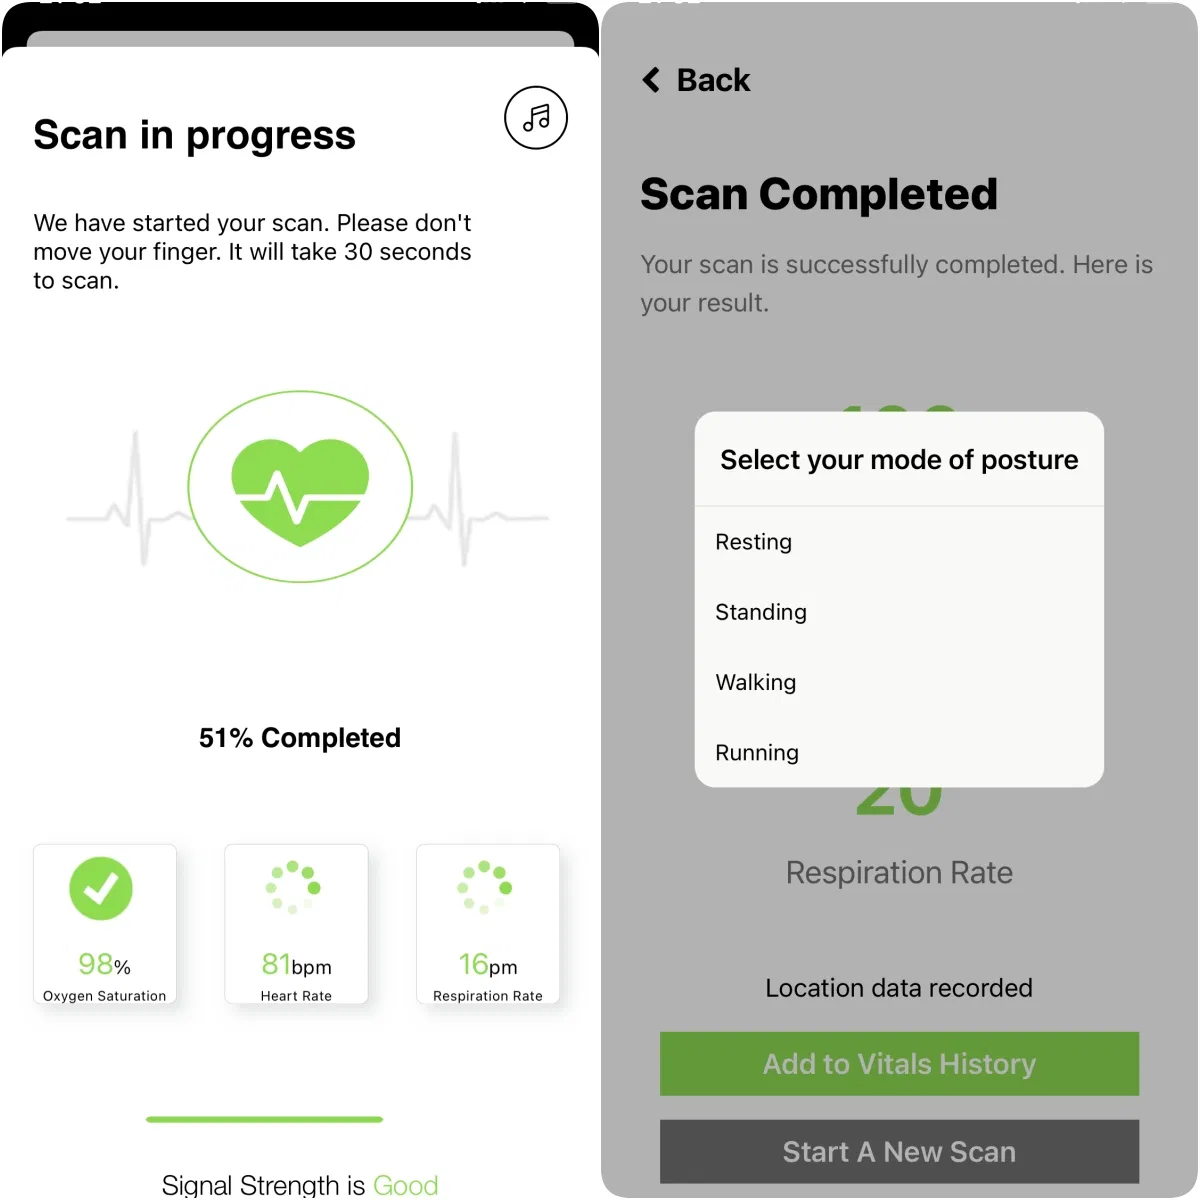 Scan in progress
We have started your scan. Please don't
move your finger. It will take 30 seconds
to scan.
51% Completed
98%
Oxygen Saturation
81bpm
Heart Rate
16pm
Respiration Rate
Signal Strength is Good
Back
Scan Completed
Your scan is successfully completed. Here is
your result.
Select your mode of posture
Resting
Standing
Walking
Running
20
Respiration Rate
Location data recorded
Add to Vitals History
Start A New Scan